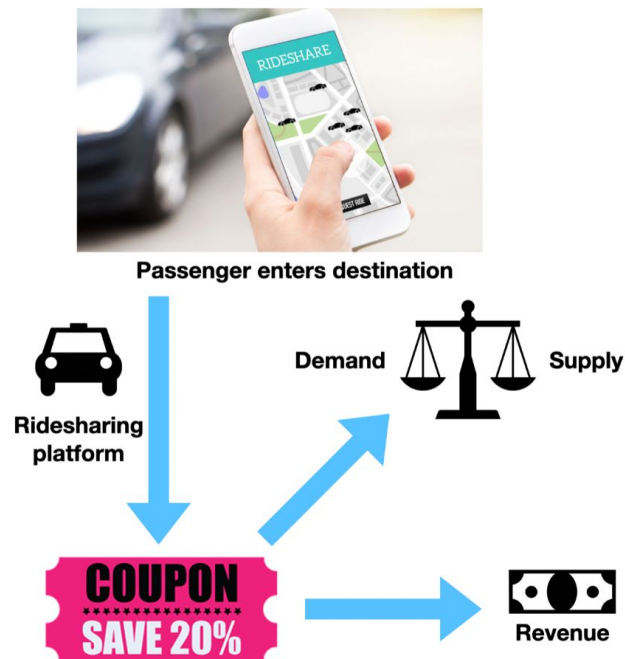 RIDESHARE
Passenger enters destination
Demand
Supply
Ridesharing
platform
COUPON
SAVE 20%
Revenue